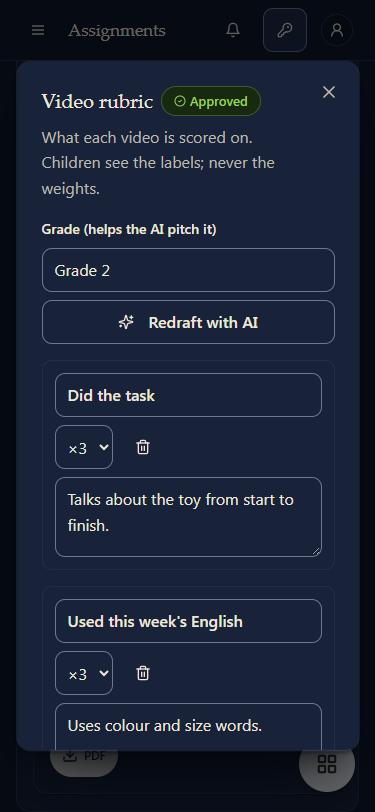 Assignments
Video rubric
Approved
What each video is scored on.
Children see the labels; never the
weights.
Grade (helps the AI pitch it)
Grade 2
Redraft with AI
Did the task
×3
Talks about the toy from start to
finish.
Used this week's English
×3
Uses colour and size words.
PDF